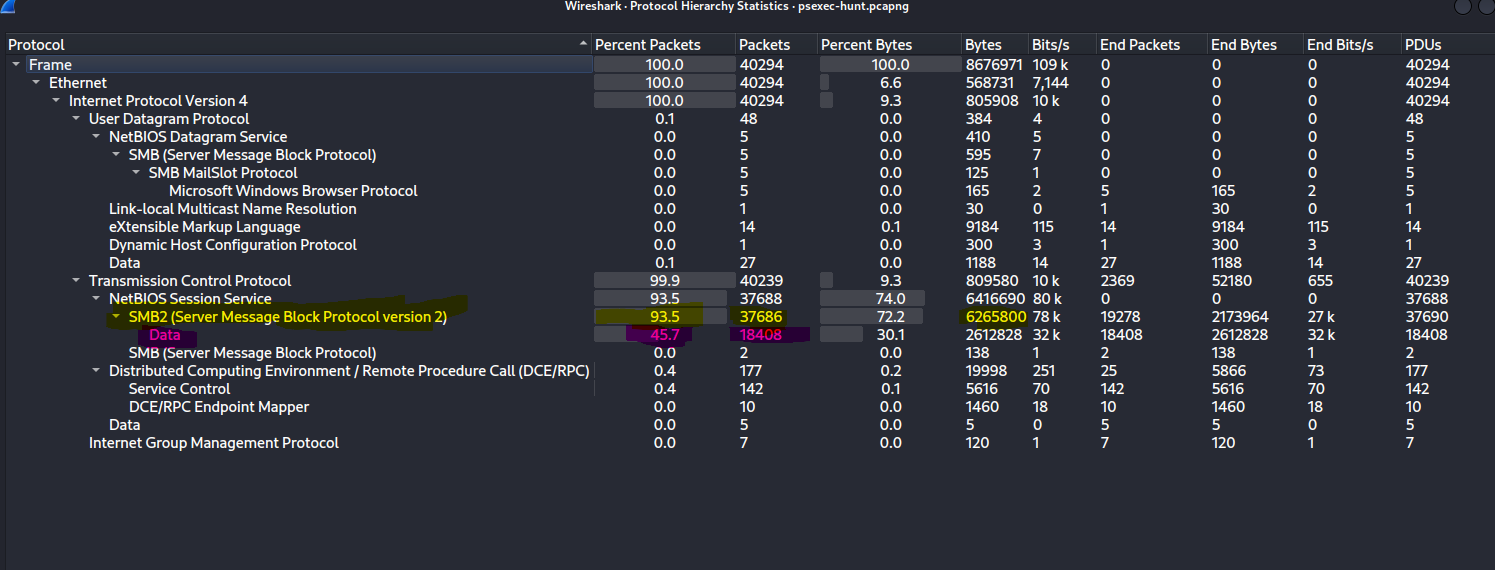 Wireshark · Protocol Hierarchy Statistics · psexec-hunt.pcapng
Protocol Percent Packets Packets Percent Bytes Bytes Bits/s End Packets End Bytes End Bits/s PDUs
Frame 100.0 40294 100.0 8676971 109 k 0 0 0 40294
Ethernet 100.0 40294 6.6 568731 7,144 0 0 0 40294
Internet Protocol Version 4 100.0 40294 9.3 805908 10 k 0 0 0 40294
User Datagram Protocol 0.1 48 0.0 384 4 0 0 0 48
NetBIOS Datagram Service 0.0 5 0.0 410 5 0 0 0 5
SMB (Server Message Block Protocol) 0.0 5 0.0 595 7 0 0 0 5
SMB MailSlot Protocol 0.0 5 0.0 125 1 0 0 0 5
Microsoft Windows Browser Protocol 0.0 5 0.0 165 2 5 165 2 5
Link-local Multicast Name Resolution 0.0 1 0.0 30 0 1 30 0 1
eXtensible Markup Language 0.0 14 0.1 9184 115 14 9184 115 14
Dynamic Host Configuration Protocol 0.0 1 0.0 300 3 1 300 3 1
Data 0.1 27 0.0 1188 14 27 1188 14 27
Transmission Control Protocol 99.9 40239 9.3 809580 10 k 2369 52180 655 40239
NetBIOS Session Service 93.5 37688 74.0 6416690 80 k 0 0 0 37688
SMB2 (Server Message Block Protocol version 2) 93.5 37686 72.2 6265800 78 k 19278 2173964 27 k 37690
Data 45.7 18408 30.1 2612828 32 k 18408 2612828 32 k 18408
SMB (Server Message Block Protocol) 0.0 2 0.0 138 1 2 138 1 2
Distributed Computing Environment / Remote Procedure Call (DCE/RPC) 0.4 177 0.2 19998 251 25 5866 73 177
Service Control 0.4 142 0.1 5616 70 142 5616 70 142
DCE/RPC Endpoint Mapper 0.0 10 0.0 1460 18 10 1460 18 10
Data 0.0 5 0.0 5 0 5 5 0 5
Internet Group Management Protocol 0.0 7 0.0 120 1 7 120 1 7